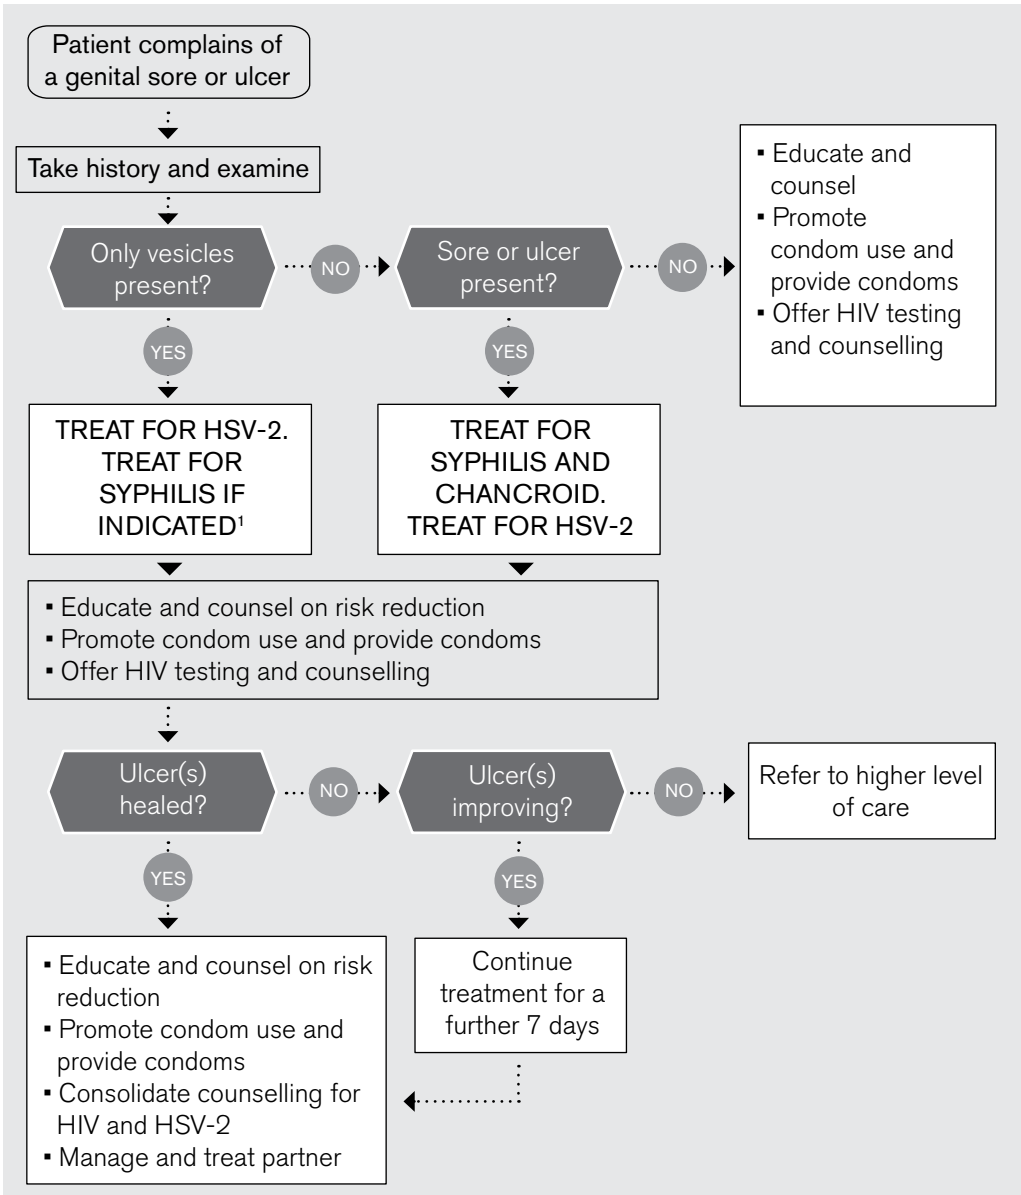 Patient complains of
a genital sore or ulcer
Take history and examine
Only vesicles
present?
NO
Sore or ulcer
present?
NO
▪ Educate and
counsel
▪ Promote
condom use and
provide condoms
▪ Offer HIV testing
and counselling
YES
YES
TREAT FOR HSV-2.
TREAT FOR
SYPHILIS IF
INDICATED¹
TREAT FOR
SYPHILIS AND
CHANCROID.
TREAT FOR HSV-2
▪ Educate and counsel on risk reduction
▪ Promote condom use and provide condoms
▪ Offer HIV testing and counselling
Ulcer(s)
healed?
NO
Ulcer(s)
improving?
NO
Refer to higher level
of care
YES
YES
▪ Educate and counsel on risk
reduction
▪ Promote condom use and
provide condoms
▪ Consolidate counselling for
HIV and HSV-2
▪ Manage and treat partner
Continue
treatment for a
further 7 days